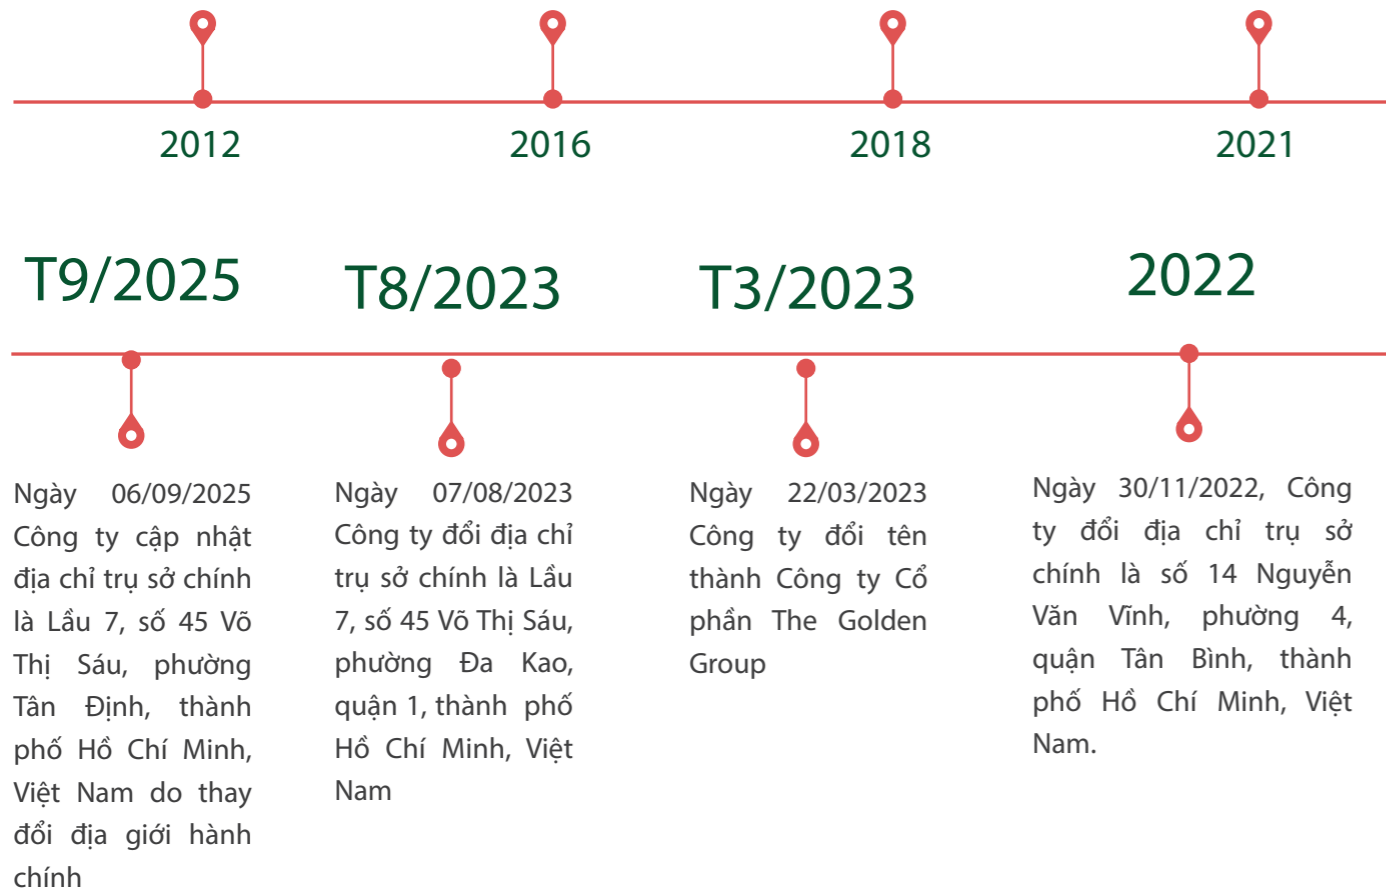 2012
2016
2018
2021
T9/2025
T8/2023
T3/2023
2022
Ngày 06/09/2025
Công ty cập nhật
địa chỉ trụ sở chính
là Lầu 7, số 45 Võ
Thị Sáu, phường
Tân Định, thành
phố Hồ Chí Minh,
Việt Nam do thay
đổi địa giới hành
chính
Ngày 07/08/2023
Công ty đổi địa chỉ
trụ sở chính là Lầu
7, số 45 Võ Thị Sáu,
phường Đa Kao,
quận 1, thành phố
Hồ Chí Minh, Việt
Nam
Ngày 22/03/2023
Công ty đổi tên
thành Công ty Cổ
phần The Golden
Group
Ngày 30/11/2022, Công
ty đổi địa chỉ trụ sở
chính là số 14 Nguyễn
Văn Vĩnh, phường 4,
quận Tân Bình, thành
phố Hồ Chí Minh, Việt
Nam.